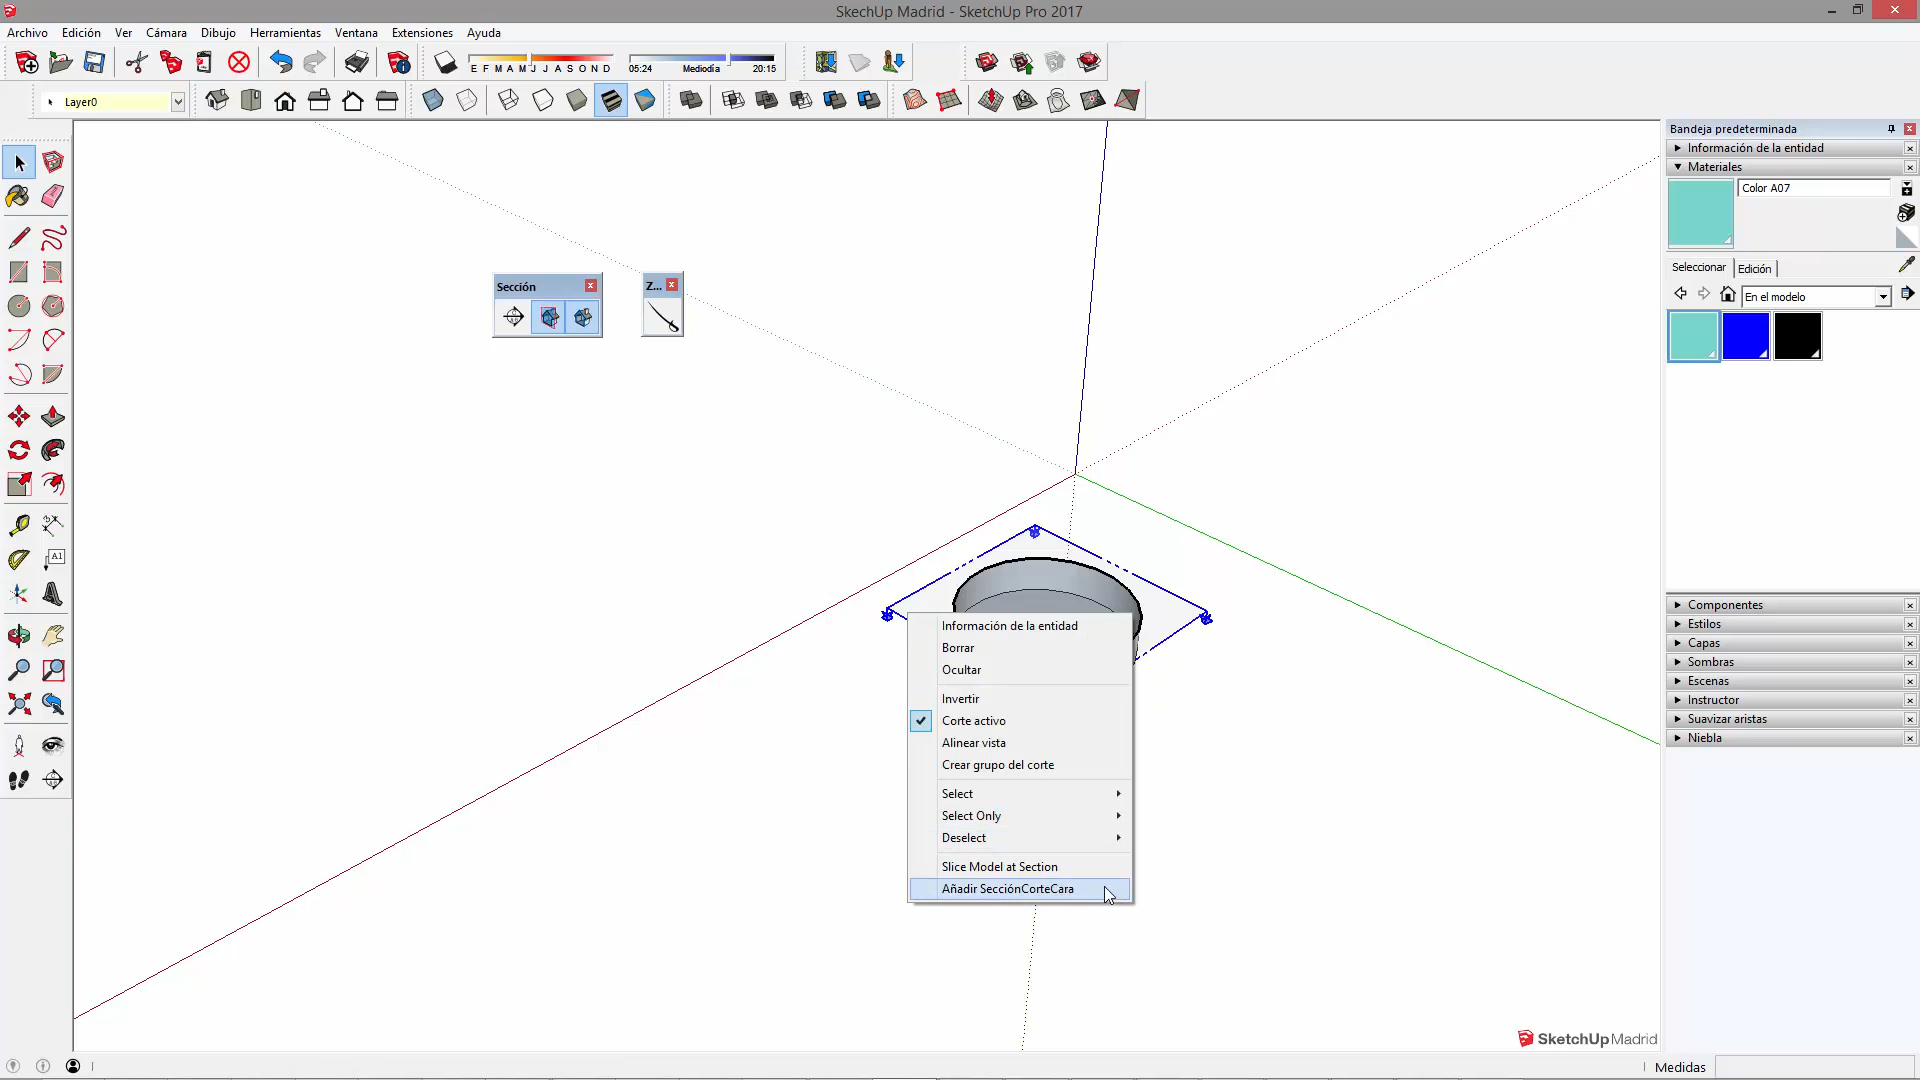 SkechUp Madrid - SketchUp Pro 2017
Archivo Edición Ver Cámara Dibujo Herramientas Ventana Extensiones Ayuda
E F M A M J J A S O N D 05:24 Mediodía 20:15
Layer0
Bandeja predeterminada
Información de la entidad
Materiales
Color A07
Seleccionar Edición
En el modelo
Sección
Z...
A1
Información de la entidad
Borrar
Ocultar
Invertir
Corte activo
Alinear vista
Crear grupo del corte
Select
Select Only
Deselect
Slice Model at Section
Añadir SecciónCorteCara
Componentes
Estilos
Capas
Sombras
Escenas
Instructor
Suavizar aristas
Niebla
SketchUpMadrid
Medidas